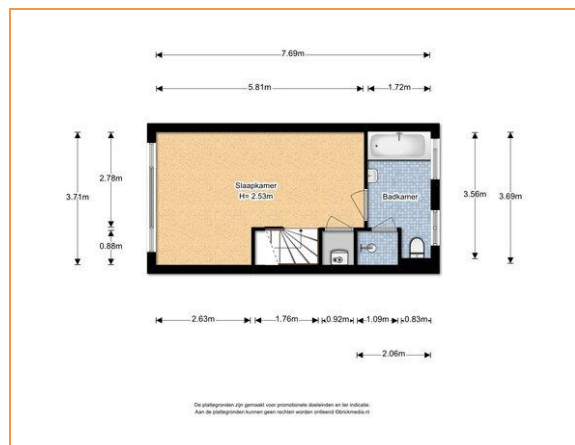 7.69m
5.81m
1.72m
3.71m
2.78m
0.88m
Slaapkamer
H= 2.53m
Badkamer
3.56m
3.69m
2.63m
1.76m
0.92m
1.09m
0.83m
2.06m
De plattegronden zijn gemaakt voor promotionele doeleinden en ter indicatie.
Aan de plattegronden kunnen geen rechten worden ontleend ©brickmedia.nl